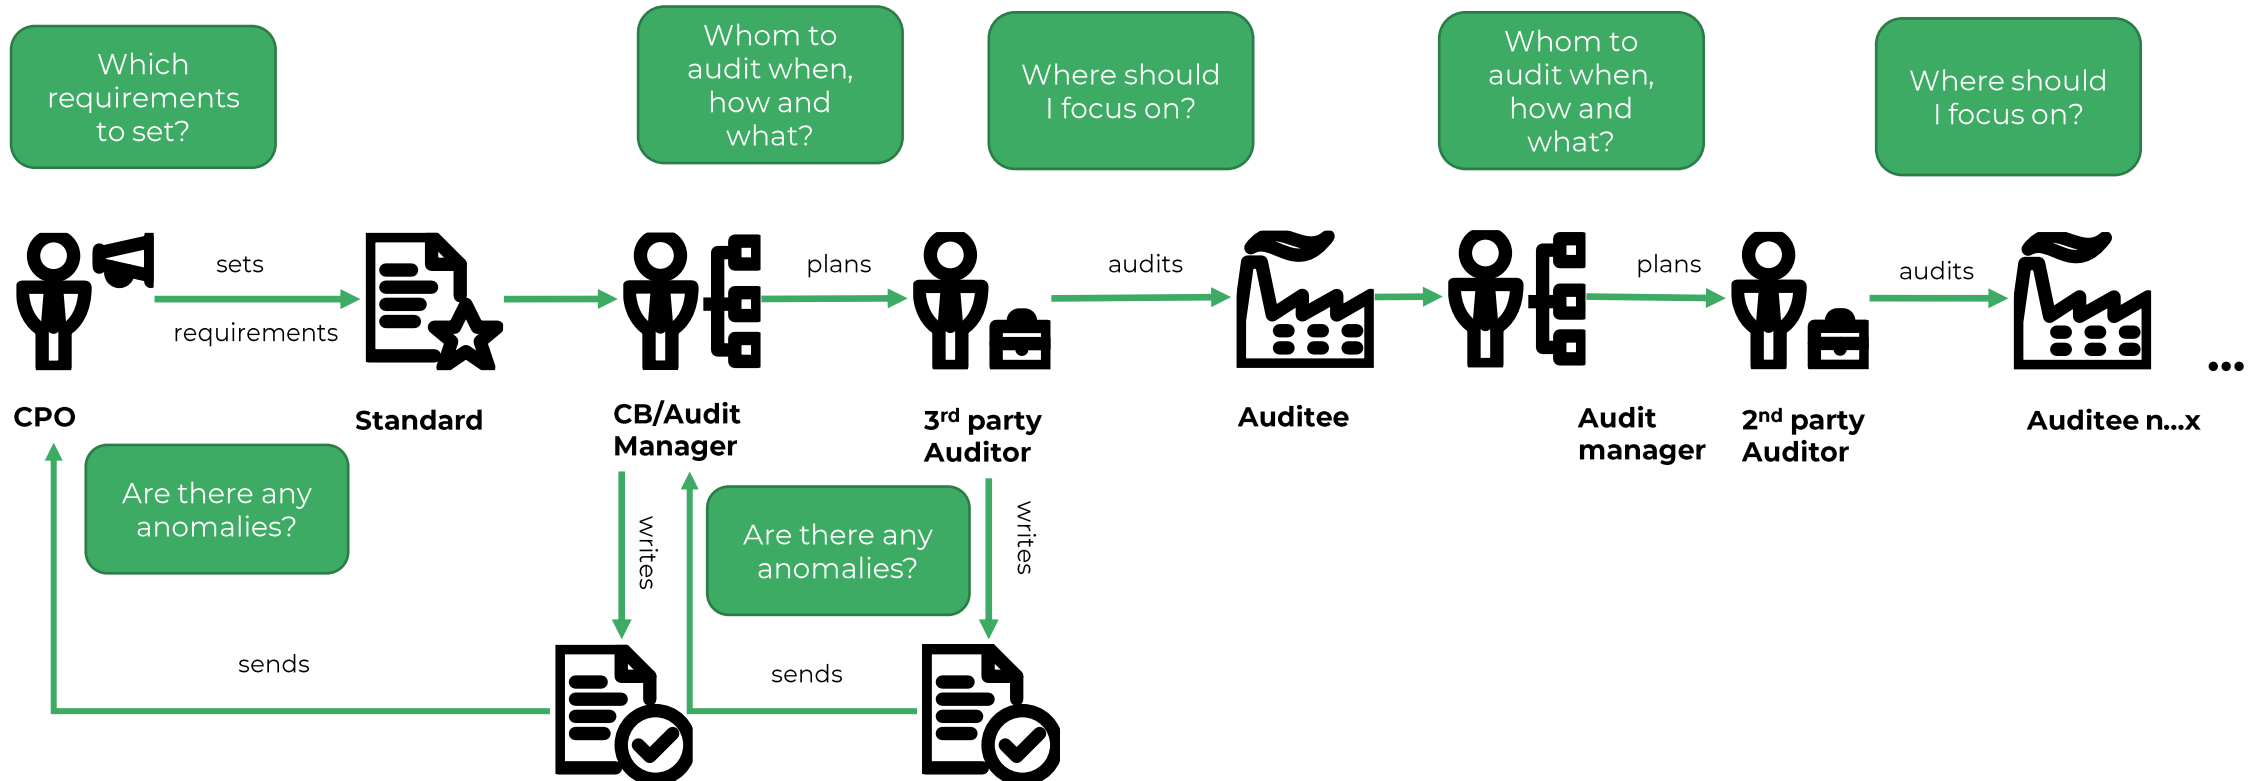 Which
requirements
to set?
Whom to
audit when,
how and
what?
Where should
I focus on?
Whom to
audit when,
how and
what?
Where should
I focus on?
sets
requirements
plans
audits
plans
audits
...
CPO
Standard
CB/Audit
Manager
3rd party
Auditor
Auditee
Audit
manager
2nd party
Auditor
Auditee n...x
Are there any
anomalies?
writes
Are there any
anomalies?
writes
sends
sends